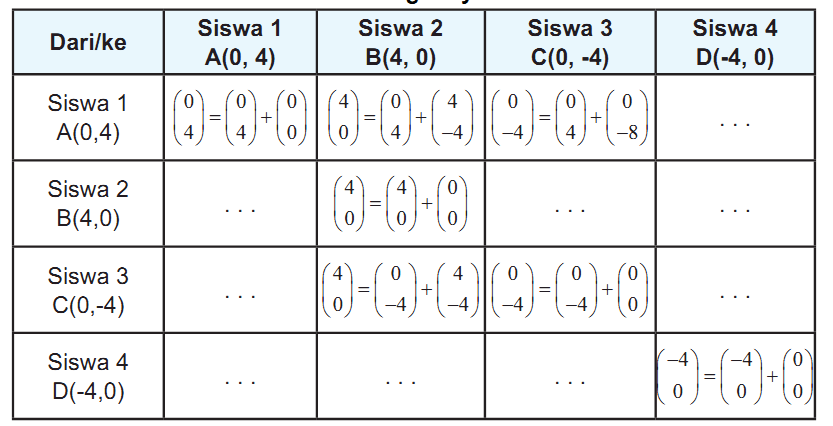 Dari/ke
Siswa 1
A(0, 4)
Siswa 2
B(4, 0)
Siswa 3
C(0, -4)
Siswa 4
D(-4, 0)
Siswa 1
A(0,4)
(0 4) = (0 4) + (0 0)
(4 0) = (0 4) + (4 −4)
(0 −4) = (0 4) + (0 −8)
. . .
Siswa 2
B(4,0)
. . .
(4 0) = (4 0) + (0 0)
. . .
. . .
Siswa 3
C(0,-4)
. . .
(4 0) = (0 −4) + (4 −4)
(0 −4) = (0 −4) + (0 0)
. . .
Siswa 4
D(-4,0)
. . .
. . .
. . .
(−4 0) = (−4 0) + (0 0)